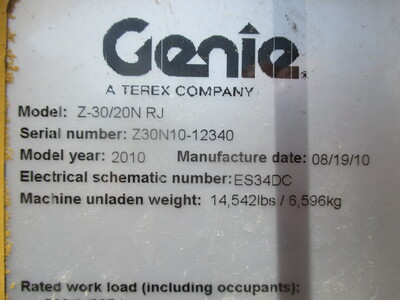 Genie
A TEREX COMPANY
Model: Z-30/20N RJ
Serial number: Z30N10-12340
Model year: 2010 Manufacture date: 08/19/10
Electrical schematic number: ES34DC
Machine unladen weight: 14,542lbs / 6,596kg
Rated work load (including occupants):